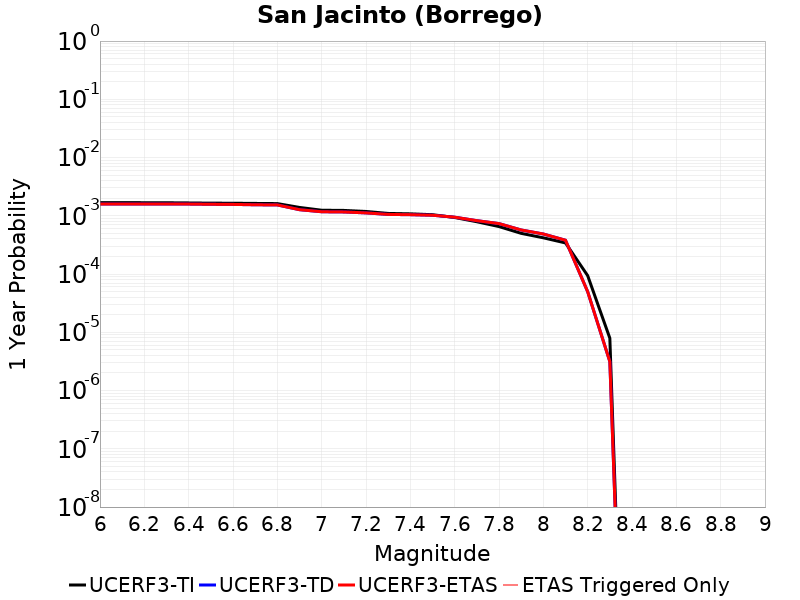 San Jacinto (Borrego)
1 Year Probability
10^0
10^-1
10^-2
10^-3
10^-4
10^-5
10^-6
10^-7
10^-8
6 6.2 6.4 6.6 6.8 7 7.2 7.4 7.6 7.8 8 8.2 8.4 8.6 8.8 9
Magnitude
UCERF3-TI UCERF3-TD UCERF3-ETAS ETAS Triggered Only